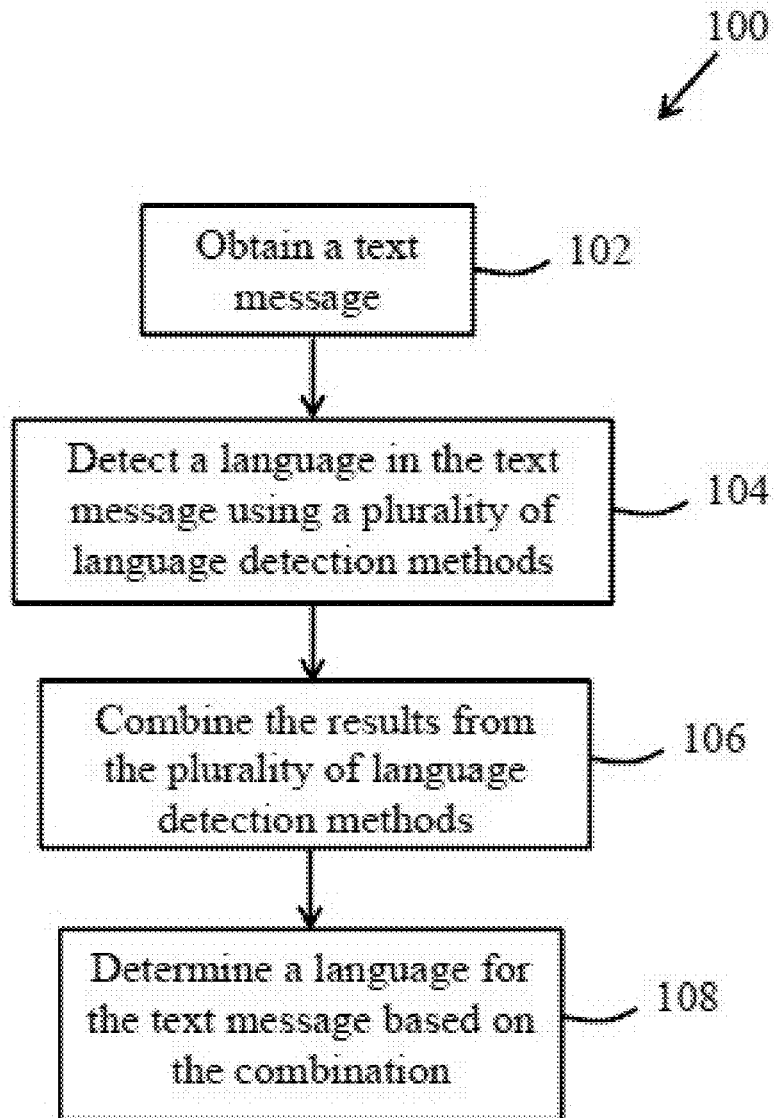 100
Obtain a text
message
102
Detect a language in the text
message using a plurality of
language detection methods
104
Combine the results from
the plurality of language
detection methods
106
Determine a language for
the text message based on
the combination
108